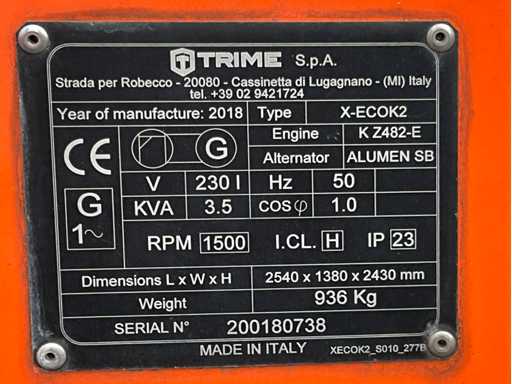 TRIME S.p.A.
Strada per Robecco - 20080 - Cassinetta di Lugagnano - (MI) Italy
tel. +39 02 9421724
Year of manufacture: 2018 Type X-ECOK2
Engine K Z482-E
CE G Alternator ALUMEN SB
V 230 I Hz 50
G 1~ KVA 3.5 cos φ 1.0
RPM 1500 I.CL. H IP 23
Dimensions L x W x H 2540 x 1380 x 2430 mm
Weight 936 Kg
SERIAL N° 200180738
MADE IN ITALY XECOK2_S010_277B